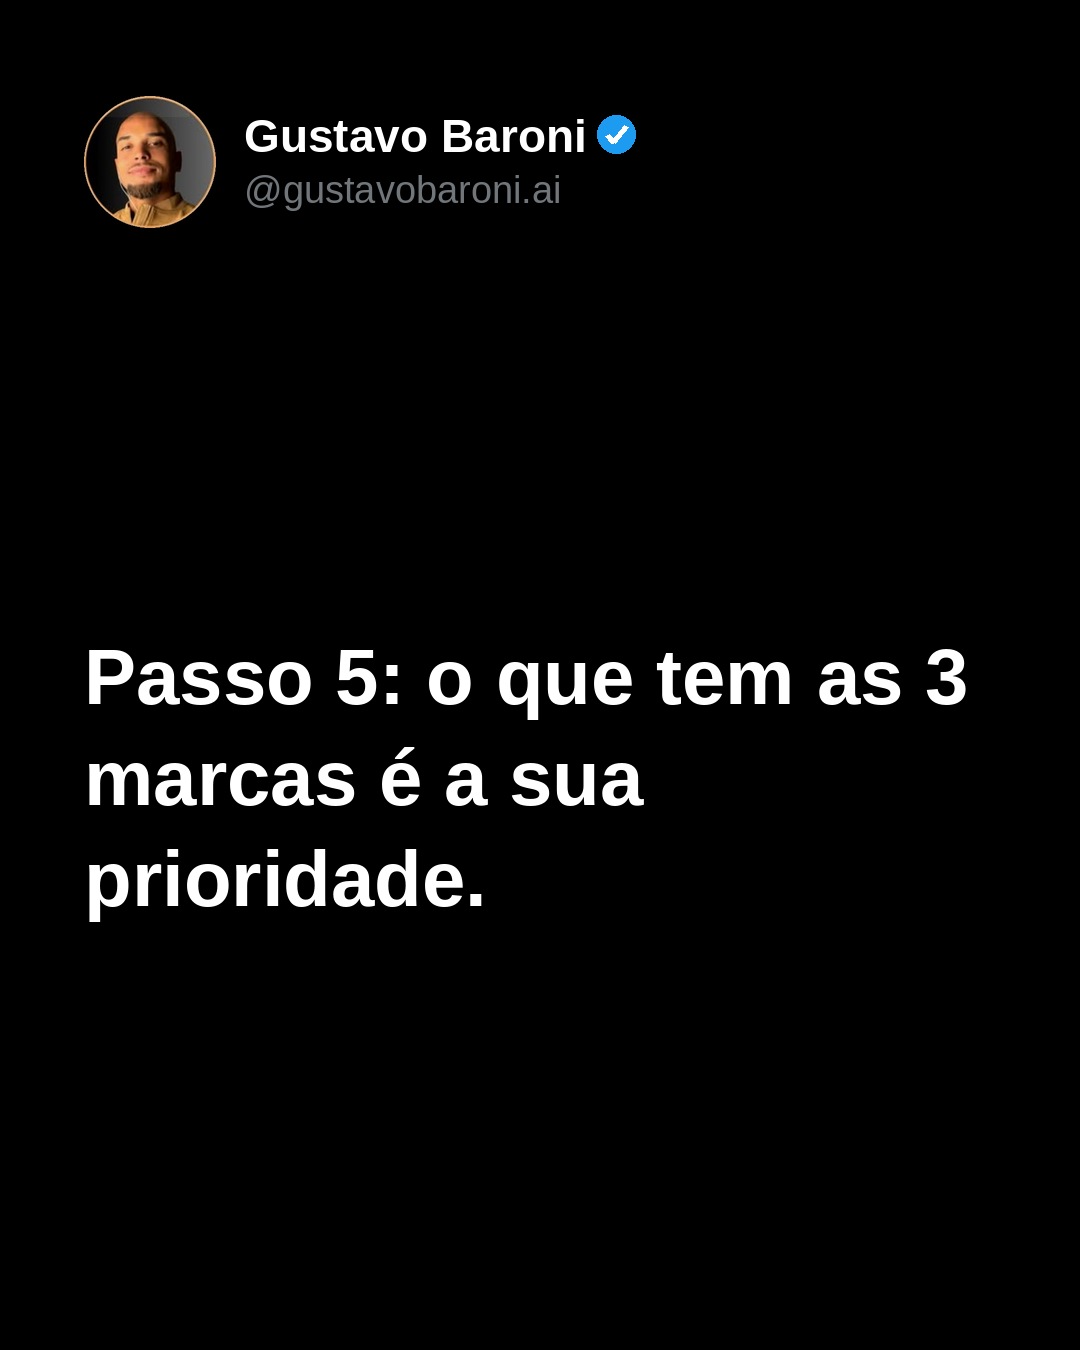 Gustavo Baroni
@gustavobaroni.ai
Passo 5: o que tem as 3
marcas é a sua
prioridade.